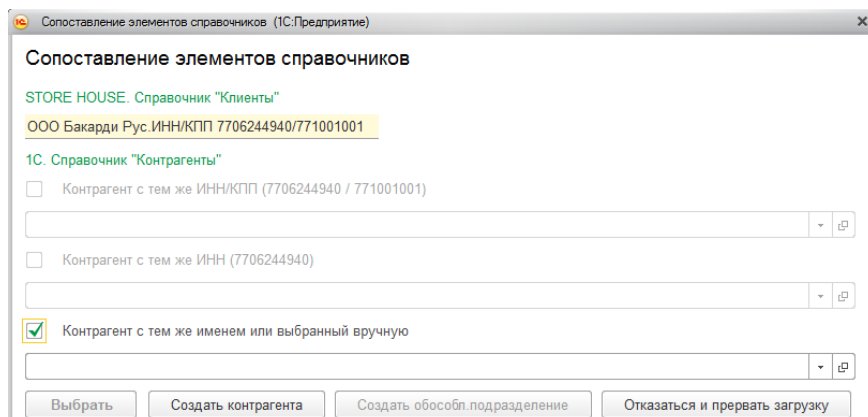 1С Сопоставление элементов справочников (1С:Предприятие)
Сопоставление элементов справочников
STORE HOUSE. Справочник "Клиенты"
ООО Бакарди Рус.ИНН/КПП 7706244940/771001001
1С. Справочник "Контрагенты"
Контрагент с тем же ИНН/КПП (7706244940 / 771001001)
Контрагент с тем же ИНН (7706244940)
Контрагент с тем же именем или выбранный вручную
Выбрать Создать контрагента Создать обособл.подразделение Отказаться и прервать загрузку